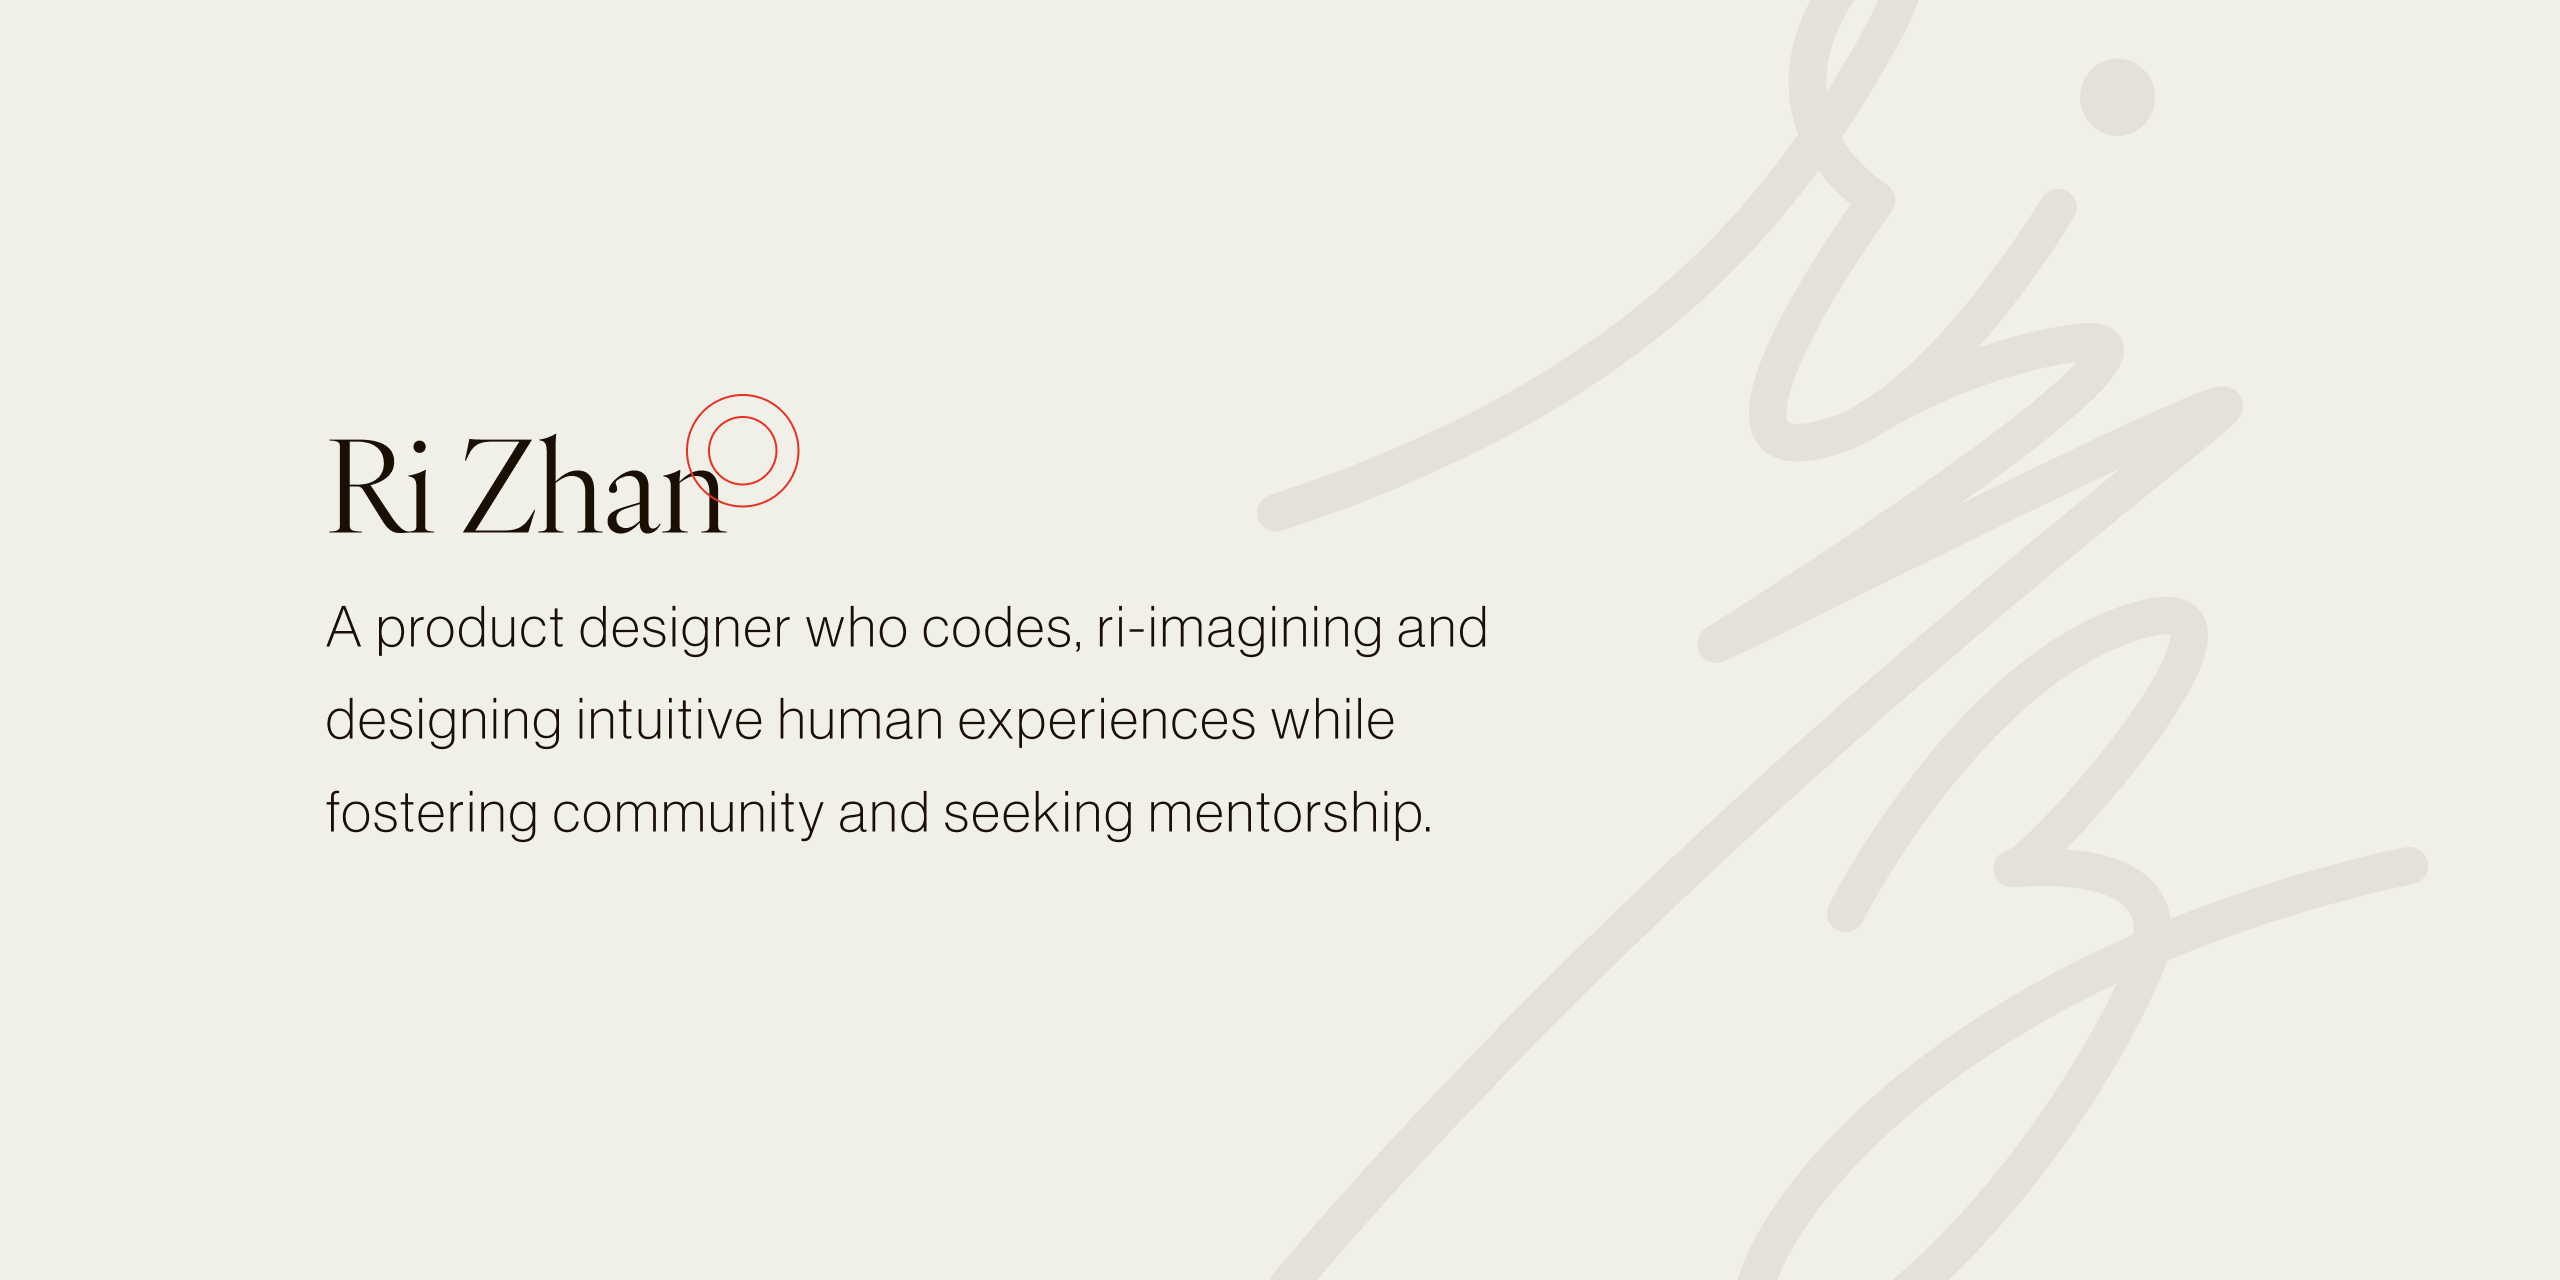 Ri Zhan
A product designer who codes, ri-imagining and
designing intuitive human experiences while
fostering community and seeking mentorship.
ri
z